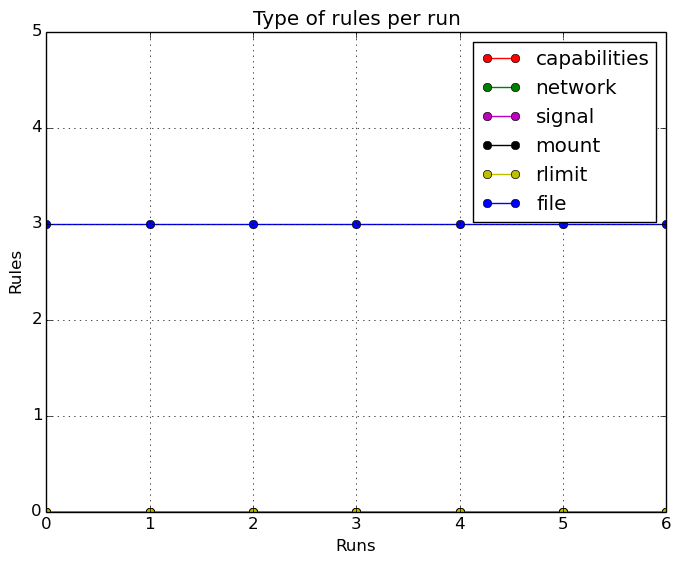 Type of rules per run
5
4
3
2
1
0
Rules
capabilities
network
signal
mount
rlimit
file
0 1 2 3 4 5 6
Runs